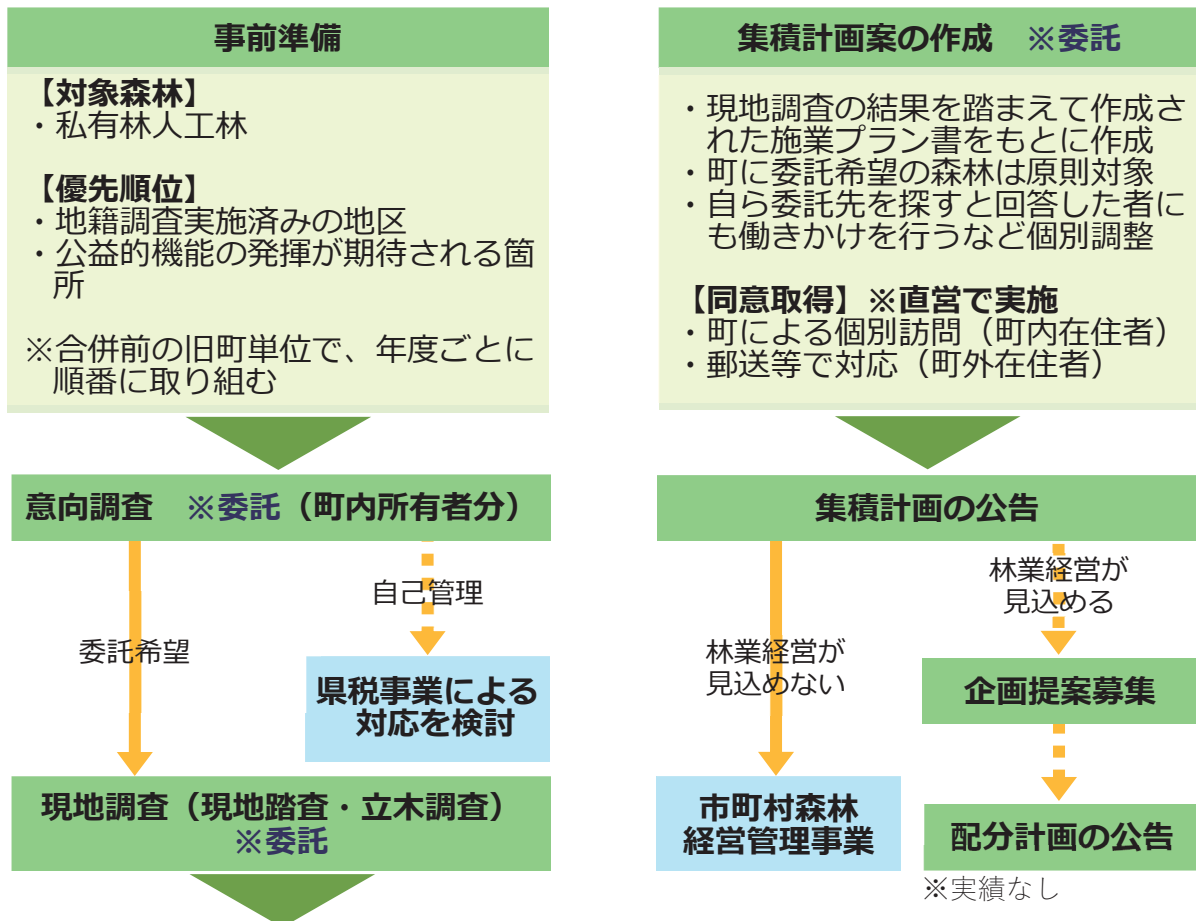 事前準備
【対象森林】
・私有林人工林
【優先順位】
・地籍調査実施済みの地区
・公益的機能の発揮が期待される箇
所
※合併前の旧町単位で、年度ごとに
順番に取り組む
意向調査　※委託（町内所有者分）
自己管理
委託希望
県税事業による
対応を検討
現地調査（現地踏査・立木調査）
※委託
集積計画案の作成　※委託
・現地調査の結果を踏まえて作成さ
れた施業プラン書をもとに作成
・町に委託希望の森林は原則対象
・自ら委託先を探すと回答した者に
も働きかけを行うなど個別調整
【同意取得】※直営で実施
・町による個別訪問（町内在住者）
・郵送等で対応（町外在住者）
集積計画の公告
林業経営が
見込める
林業経営が
見込めない
企画提案募集
市町村森林
経営管理事業
配分計画の公告
※実績なし